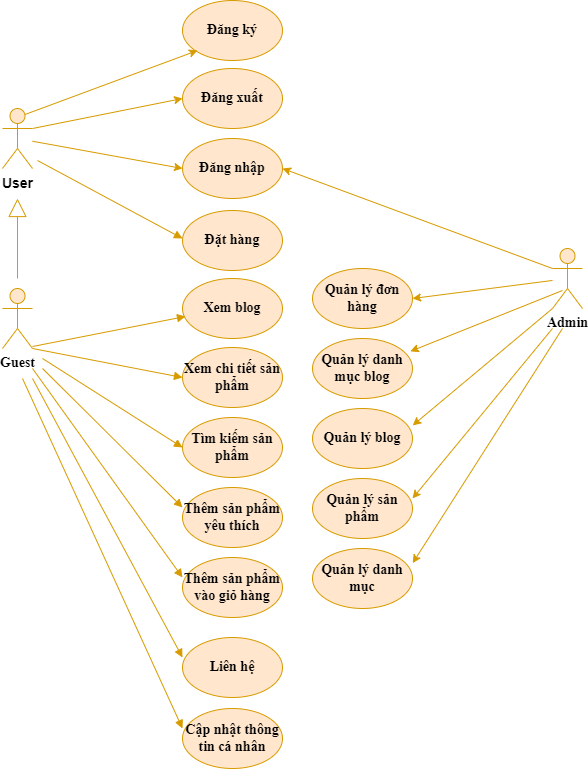 Đăng ký
Đăng xuất
Đăng nhập
User
Đặt hàng
Xem blog
Guest
Xem chi tiết sản
phẩm
Tìm kiếm sản
phẩm
Thêm sản phẩm
yêu thích
Thêm sản phẩm
vào giỏ hàng
Liên hệ
Cập nhật thông
tin cá nhân
Quản lý đơn
hàng
Admin
Quản lý danh
mục blog
Quản lý blog
Quản lý sản
phẩm
Quản lý danh
mục